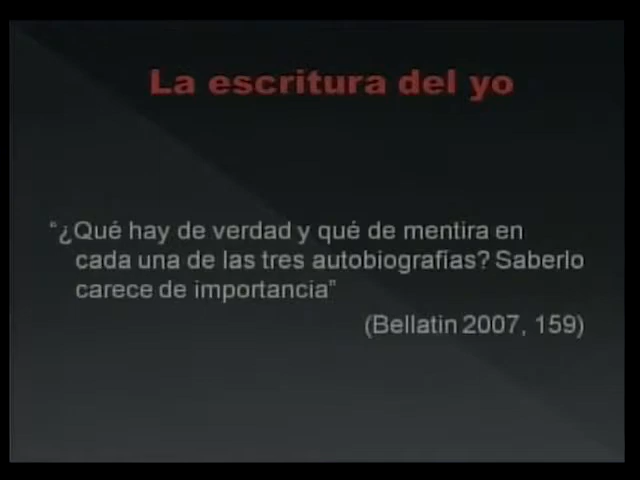 La escritura del yo
“¿Qué hay de verdad y qué de mentira en
cada una de las tres autobiografías? Saberlo
carece de importancia”
(Bellatin 2007, 159)